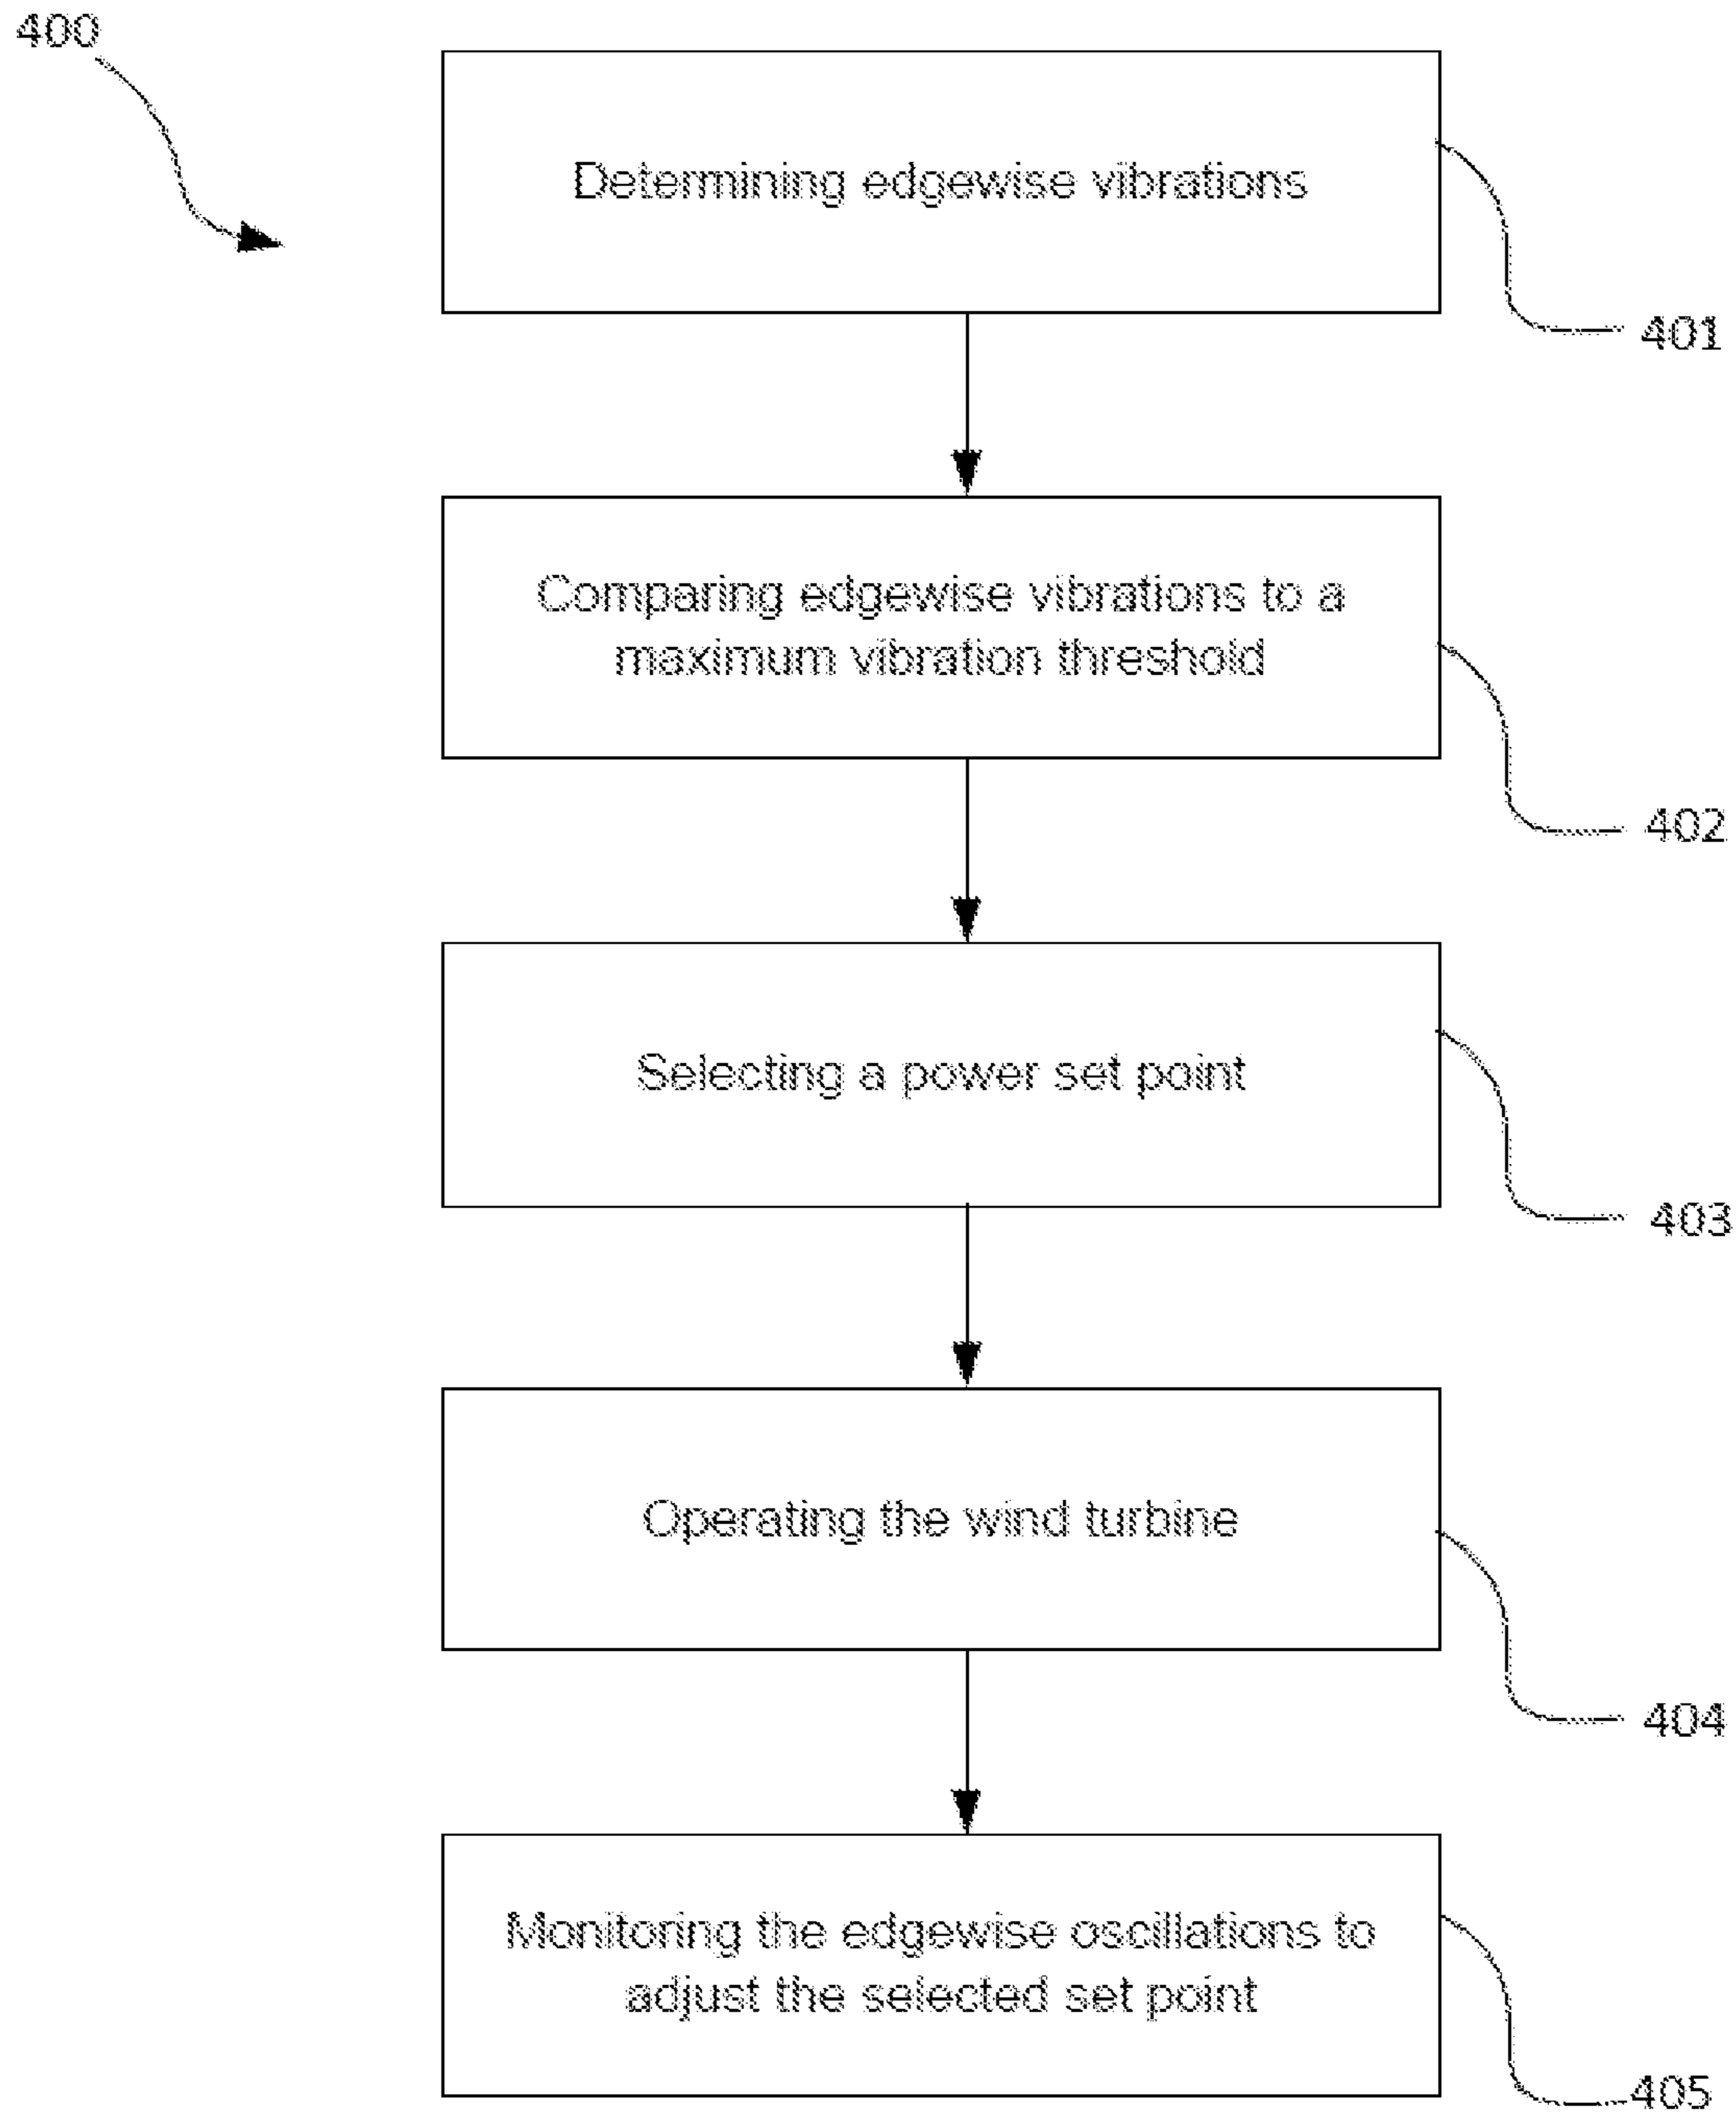 400
Determining edgewise vibrations
401
Comparing edgewise vibrations to a
maximum vibration threshold
402
Selecting a power set point
403
Operating the wind turbine
404
Monitoring the edgewise oscillations to
adjust the selected set point
405